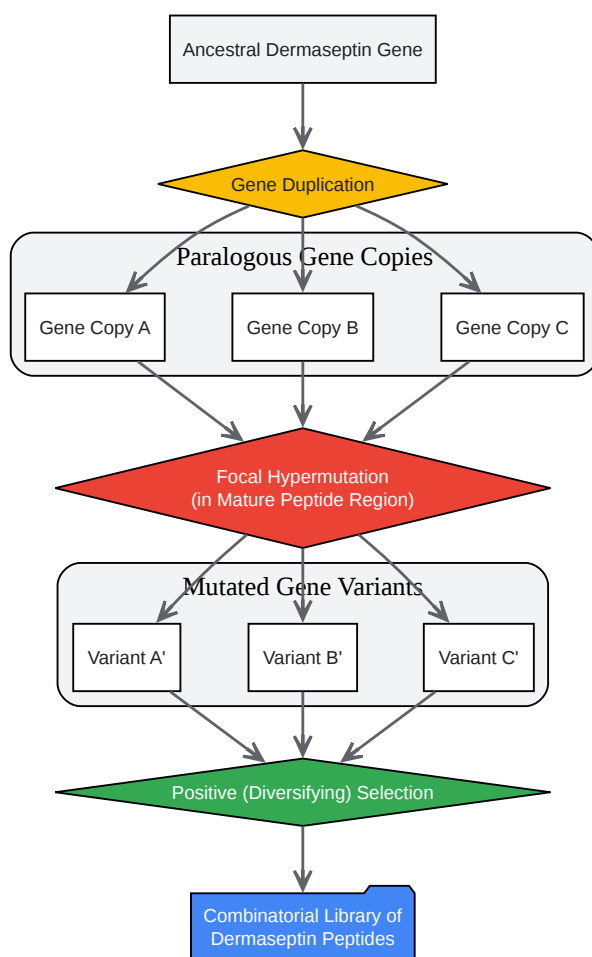 Ancestral Dermaseptin Gene
Gene Duplication
Paralogous Gene Copies
Gene Copy A
Gene Copy B
Gene Copy C
Focal Hypermutation
(in Mature Peptide Region)
Mutated Gene Variants
Variant A'
Variant B'
Variant C'
Positive (Diversifying) Selection
Combinatorial Library of
Dermaseptin Peptides